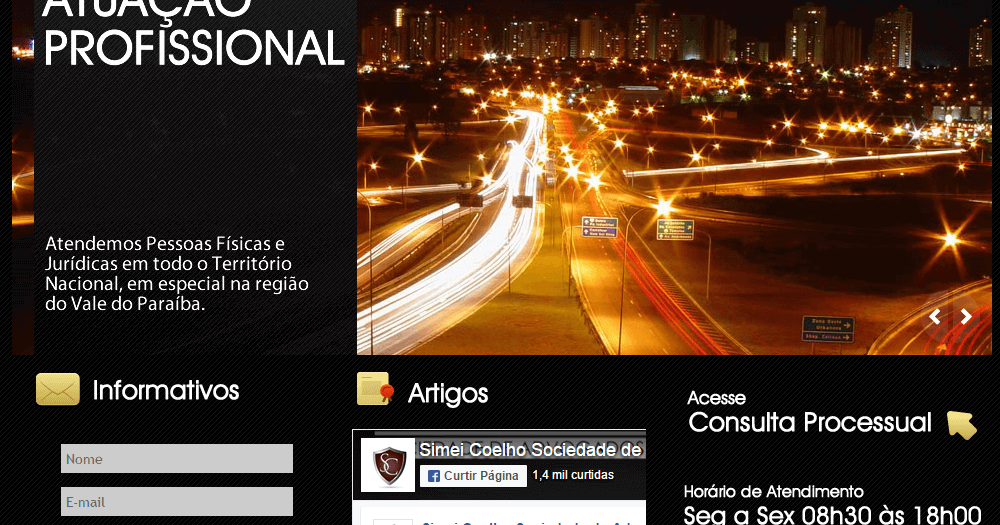 ATUAÇÃO
PROFISSIONAL
Atendemos Pessoas Físicas e
Jurídicas em todo o Território
Nacional, em especial na região
do Vale do Paraíba.
Informativos
Nome
E-mail
Artigos
Simei Coelho Sociedade de
Curtir Página
1,4 mil curtidas
Acesse
Consulta Processual
Horário de Atendimento
Seg a Sex 08h30 às 18h00